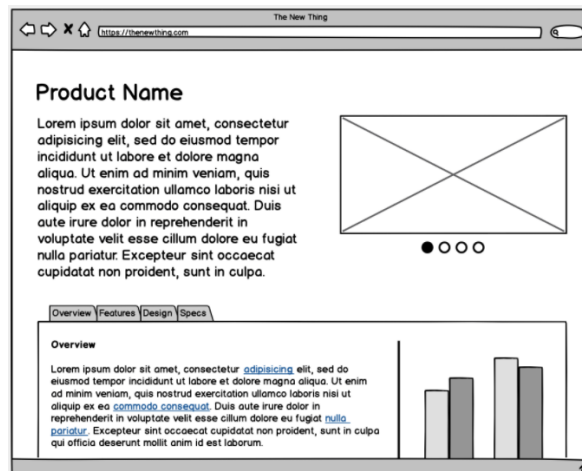 The New Thing
https://thenewthing.com
Product Name
Lorem ipsum dolor sit amet, consectetur
adipisicing elit, sed do eiusmod tempor
incididunt ut labore et dolore magna
aliqua. Ut enim ad minim veniam, quis
nostrud exercitation ullamco laboris nisi ut
aliquip ex ea commodo consequat. Duis
aute irure dolor in reprehenderit in
voluptate velit esse cillum dolore eu fugiat
nulla pariatur. Excepteur sint occaecat
cupidatat non proident, sunt in culpa.
Overview Features Design Specs
Overview
Lorem ipsum dolor sit amet, consectetur adipisicing elit, sed do
eiusmod tempor incididunt ut labore et dolore magna aliqua. Ut enim
ad minim veniam, quis nostrud exercitation ullamco laboris nisi ut
aliquip ex ea commodo consequat. Duis aute irure dolor in
reprehenderit in voluptate velit esse cillum dolore eu fugiat nulla
pariatur. Excepteur sint occaecat cupidatat non proident, sunt in culpa
qui officia deserunt mollit anim id est laborum.